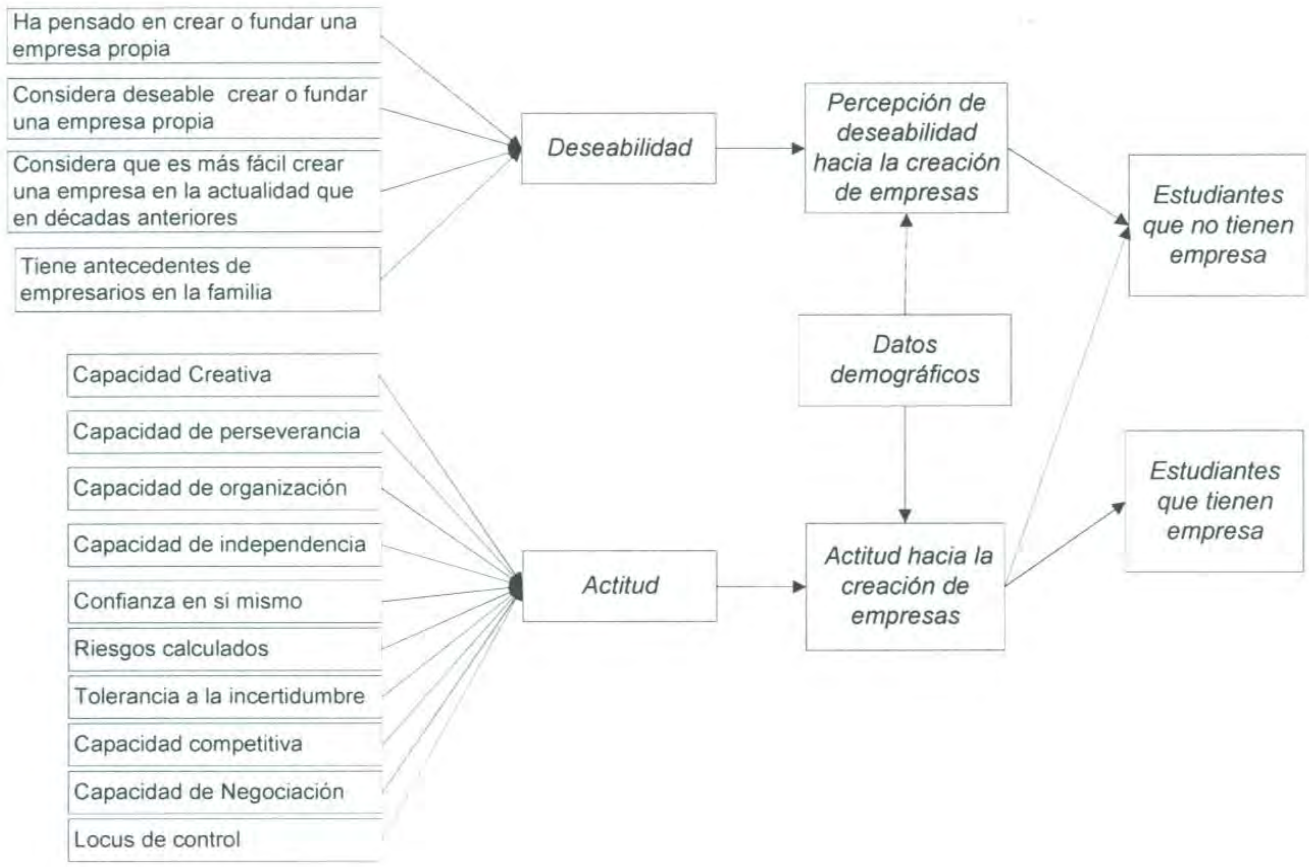 Ha pensado en crear o fundar una
empresa propia
Considera deseable crear o fundar
una empresa propia
Considera que es más fácil crear
una empresa en la actualidad que
en décadas anteriores
Tiene antecedentes de
empresarios en la familia
Deseabilidad
Percepción de
deseabilidad
hacia la creación
de empresas
Estudiantes
que no tienen
empresa
Datos
demográficos
Capacidad Creativa
Capacidad de perseverancia
Capacidad de organización
Capacidad de independencia
Confianza en si mismo
Riesgos calculados
Tolerancia a la incertidumbre
Capacidad competitiva
Capacidad de Negociación
Locus de control
Actitud
Actitud hacia la
creación de
empresas
Estudiantes
que tienen
empresa